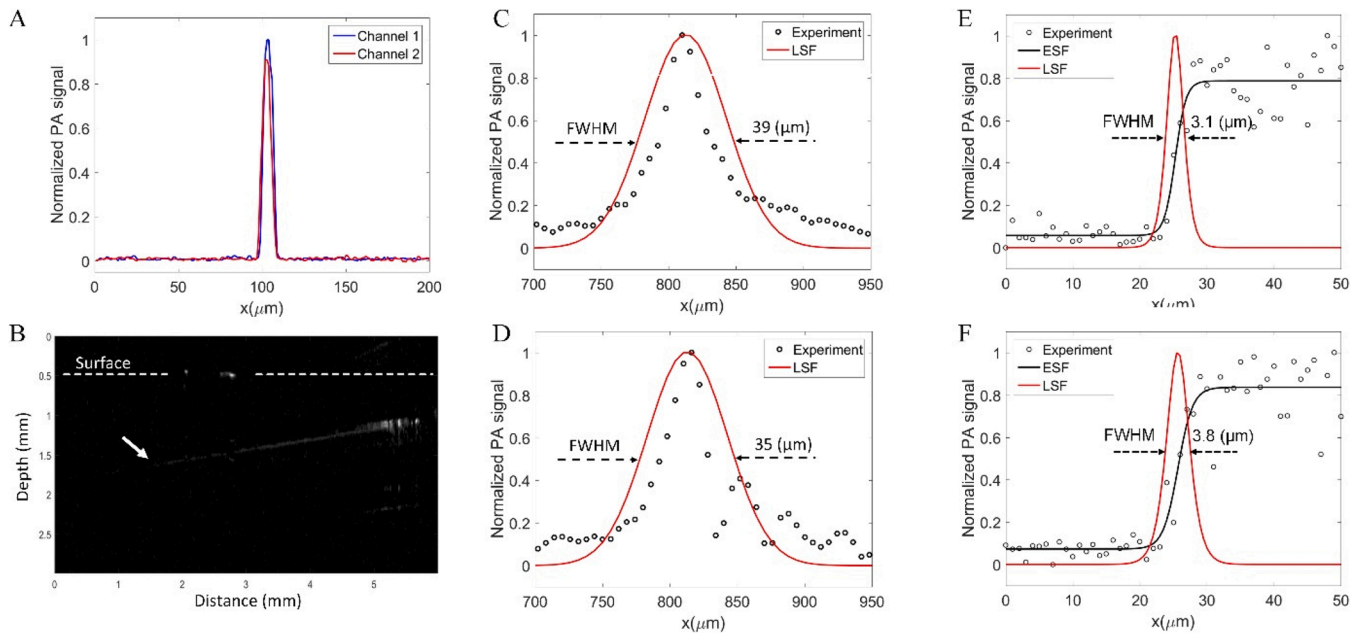 A
Normalized PA signal
1
0.8
0.6
0.4
0.2
0
Channel 1
Channel 2
0 50 100 150 200
x(μm)
B
Depth (mm)
0
0.5
1
1.5
2
2.5
Surface
0 1 2 3 4 5
Distance (mm)
C
Normalized PA signal
1
0.8
0.6
0.4
0.2
0
Experiment
LSF
FWHM
39 (μm)
700 750 800 850 900 950
x(μm)
D
Normalized PA signal
1
0.8
0.6
0.4
0.2
0
Experiment
LSF
FWHM
35 (μm)
700 750 800 850 900 950
x(μm)
E
Normalized PA signal
1
0.8
0.6
0.4
0.2
0
Experiment
ESF
LSF
FWHM
3.1 (μm)
0 10 20 30 40 50
x(μm)
F
Normalized PA signal
1
0.8
0.6
0.4
0.2
0
Experiment
ESF
LSF
FWHM
3.8 (μm)
0 10 20 30 40 50
x(μm)